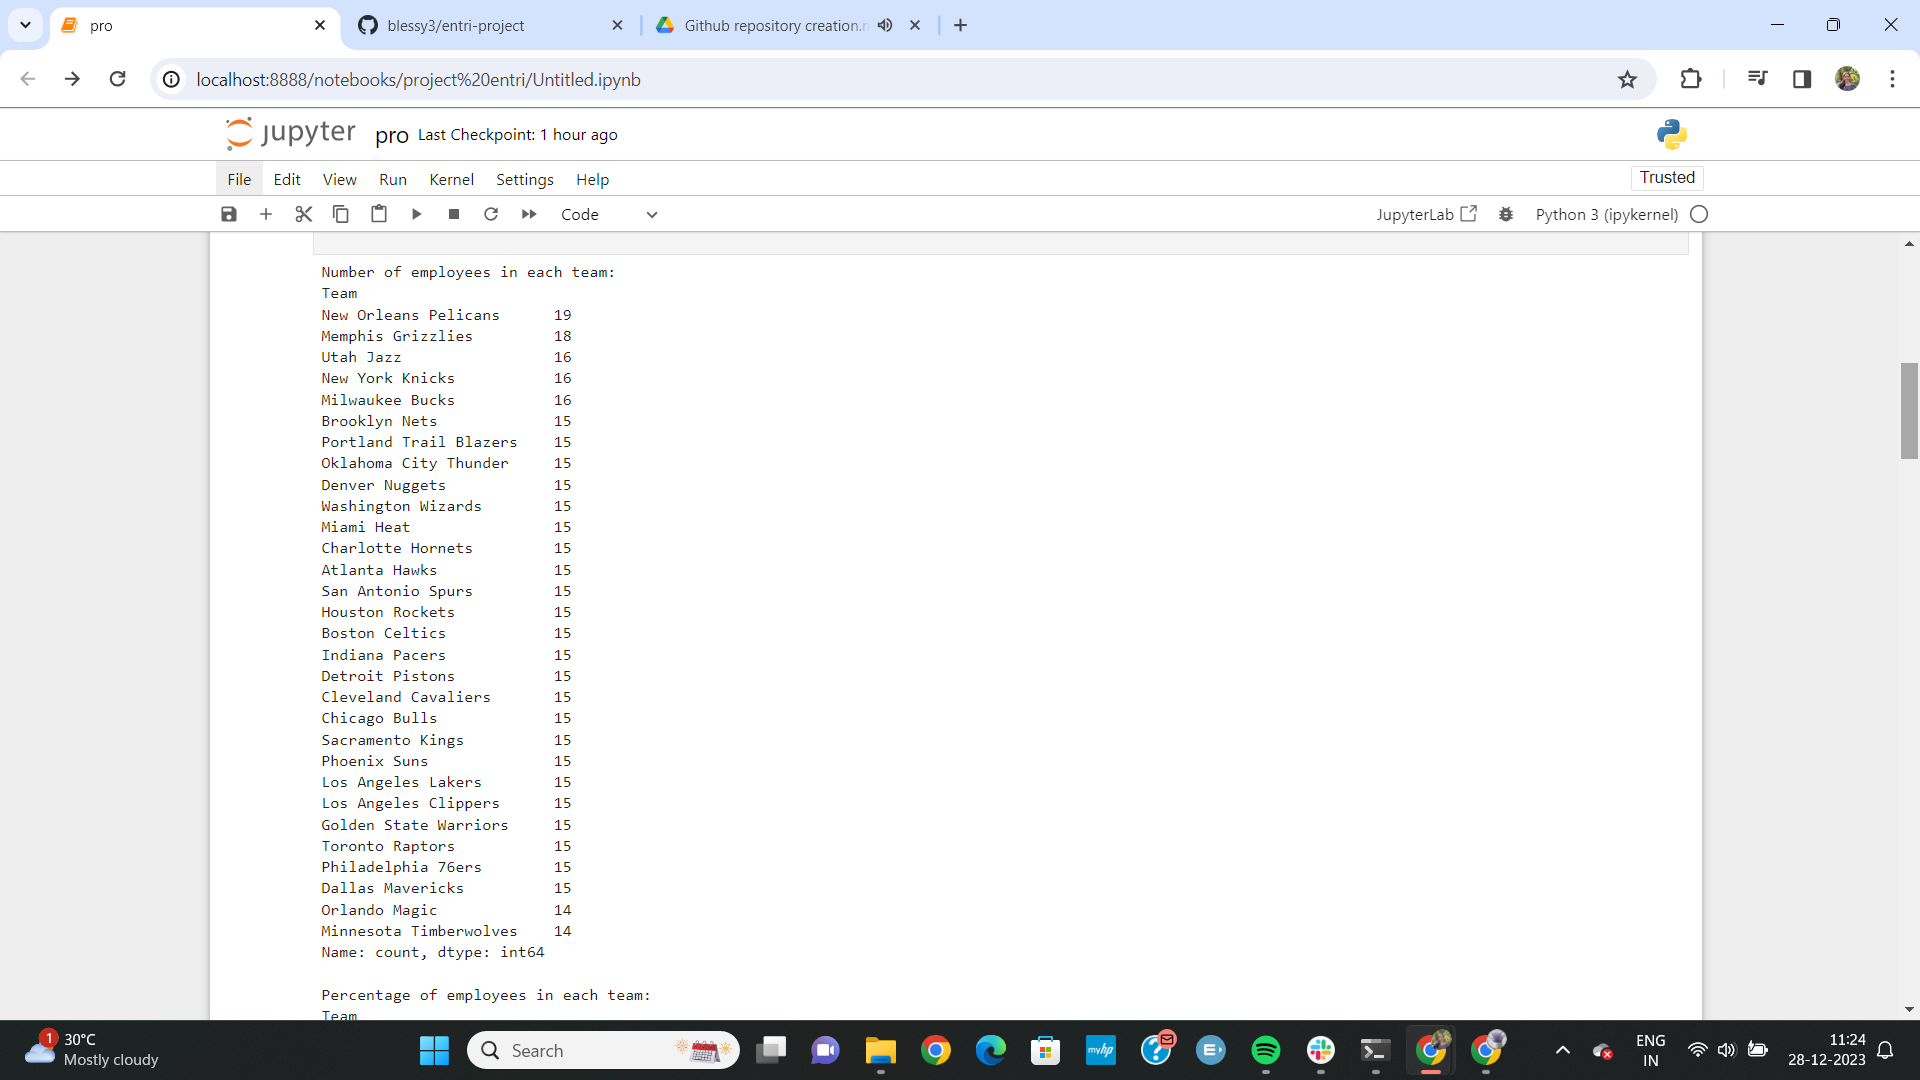 pro
blessy3/entri-project
Github repository creation.
localhost:8888/notebooks/project%20entri/Untitled.ipynb
jupyter pro Last Checkpoint: 1 hour ago
File Edit View Run Kernel Settings Help Trusted
Code JupyterLab Python 3 (ipykernel)
Number of employees in each team:
Team
New Orleans Pelicans 19
Memphis Grizzlies 18
Utah Jazz 16
New York Knicks 16
Milwaukee Bucks 16
Brooklyn Nets 15
Portland Trail Blazers 15
Oklahoma City Thunder 15
Denver Nuggets 15
Washington Wizards 15
Miami Heat 15
Charlotte Hornets 15
Atlanta Hawks 15
San Antonio Spurs 15
Houston Rockets 15
Boston Celtics 15
Indiana Pacers 15
Detroit Pistons 15
Cleveland Cavaliers 15
Chicago Bulls 15
Sacramento Kings 15
Phoenix Suns 15
Los Angeles Lakers 15
Los Angeles Clippers 15
Golden State Warriors 15
Toronto Raptors 15
Philadelphia 76ers 15
Dallas Mavericks 15
Orlando Magic 14
Minnesota Timberwolves 14
Name: count, dtype: int64
Percentage of employees in each team:
Team
1
30°C
Mostly cloudy
Search
myhp
E
ENG
IN
11:24
28-12-2023